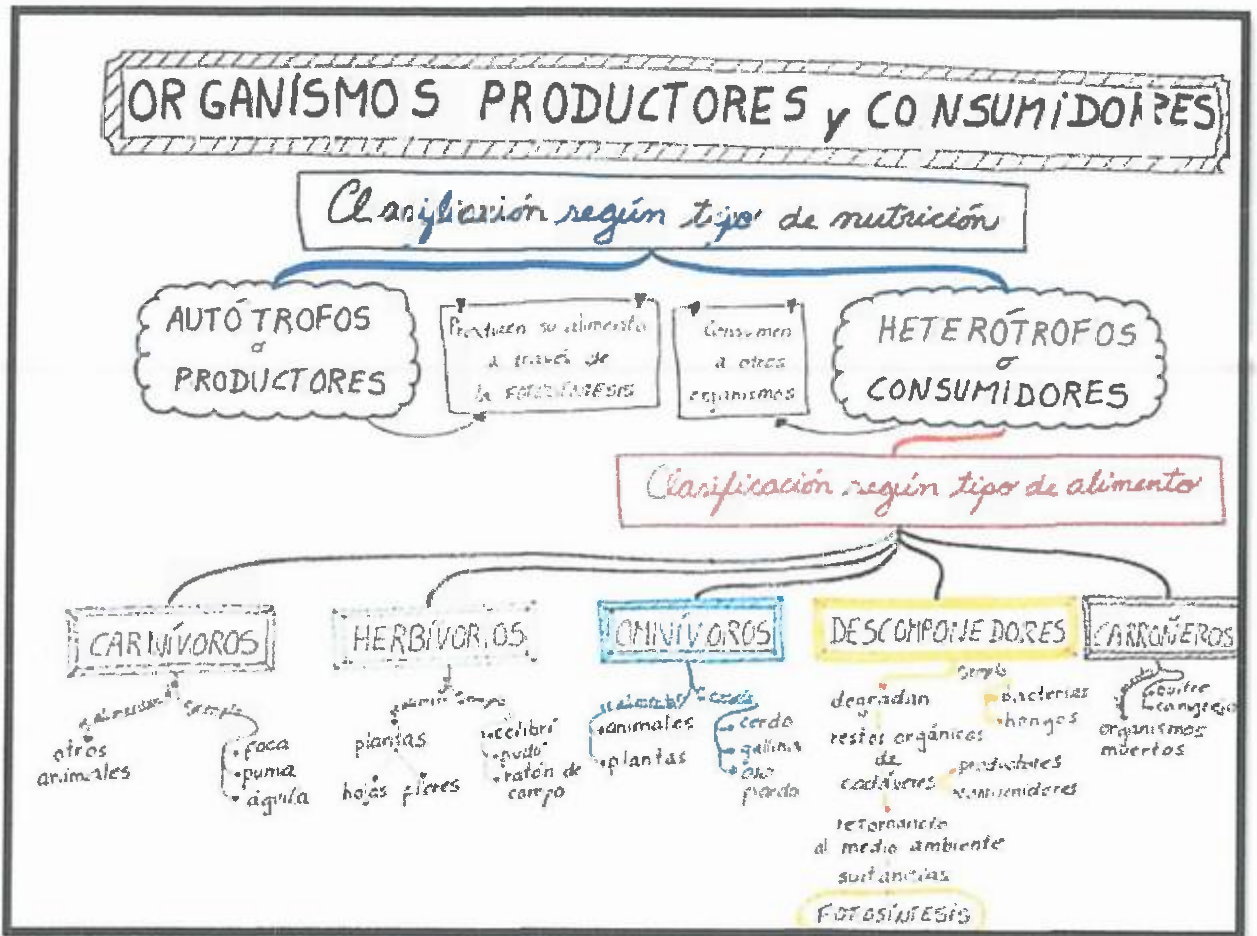 ORGANÍSMOS PRODUCTORES y CONSUMIDORES
Clasificación según tipo de nutrición
AUTÓTROFOS
o
PRODUCTORES
Producen su alimento
a través de
la FOTOSÍNTESIS
Consumen
a otros
organismos
HETERÓTROFOS
o
CONSUMIDORES
Clasificación según tipo de alimento
CARNÍVOROS
ejemplo
otros
animales
foca
puma
águila
HERBÍVOROS
ejemplo
plantas
hojas flores
colibrí
pudú
ratón de
campo
OMNÍVOROS
animales
plantas
cerdo
gallina
oso
pardo
DESCOMPONEDORES
ejemplo
degradan
restos orgánicos
de
cadáveres
bacterias
hongos
productores
consumidores
retornando
al medio ambiente
sustancias
FOTOSÍNTESIS
CARROÑEROS
buitre
cangrejo
organismos
muertos